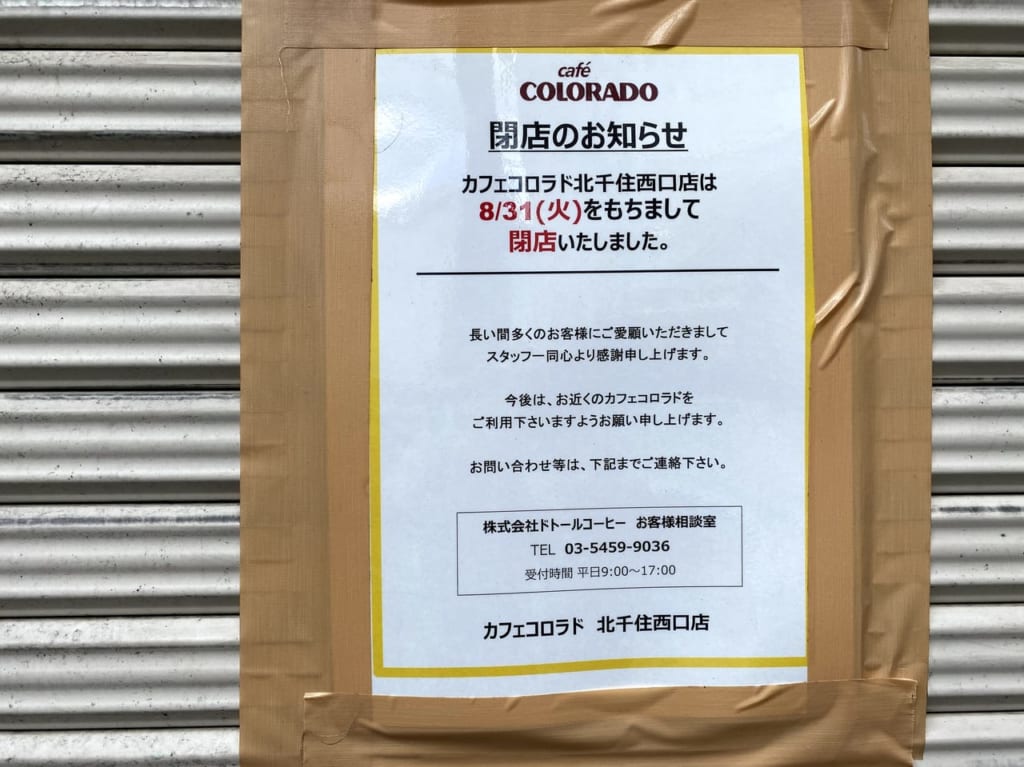 café
COLORADO
閉店のお知らせ
カフェコロラド北千住西口店は
8/31(火)をもちまして
閉店いたしました。
長い間多くのお客様にご愛顧いただきまして
スタッフ一同心より感謝申し上げます。
今後は、お近くのカフェコロラドを
ご利用下さいますようお願い申し上げます。
お問い合わせ等は、下記までご連絡下さい。
株式会社ドトールコーヒー お客様相談室
TEL 03-5459-9036
受付時間 平日9:00～17:00
カフェコロラド 北千住西口店